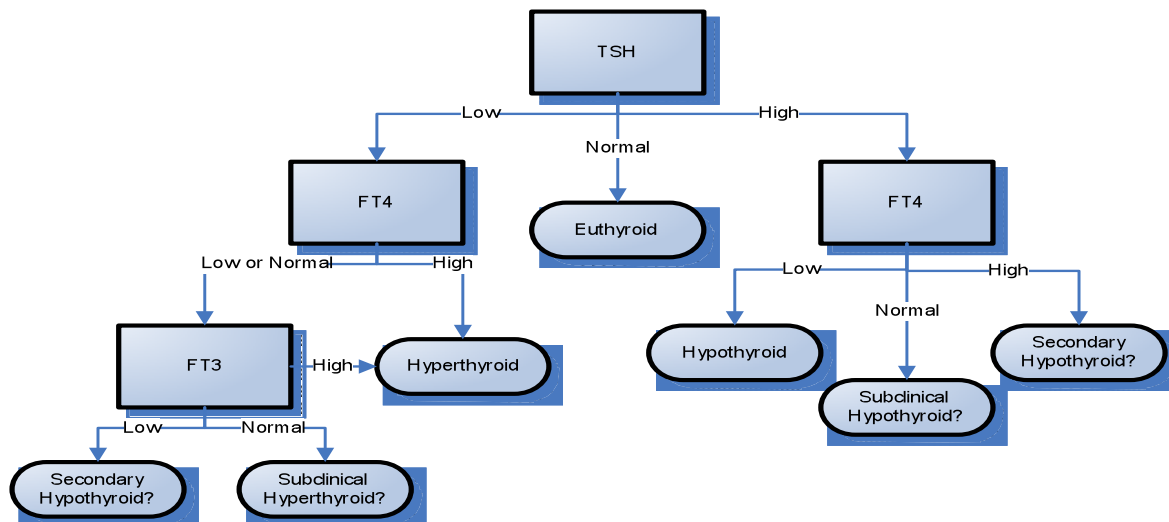 TSH
Low
High
Normal
FT4
Euthyroid
FT4
Low or Normal
High
Low
High
Normal
FT3
High
Hyperthyroid
Hypothyroid
Secondary
Hypothyroid?
Subclinical
Hypothyroid?
Low
Normal
Secondary
Hypothyroid?
Subclinical
Hyperthyroid?